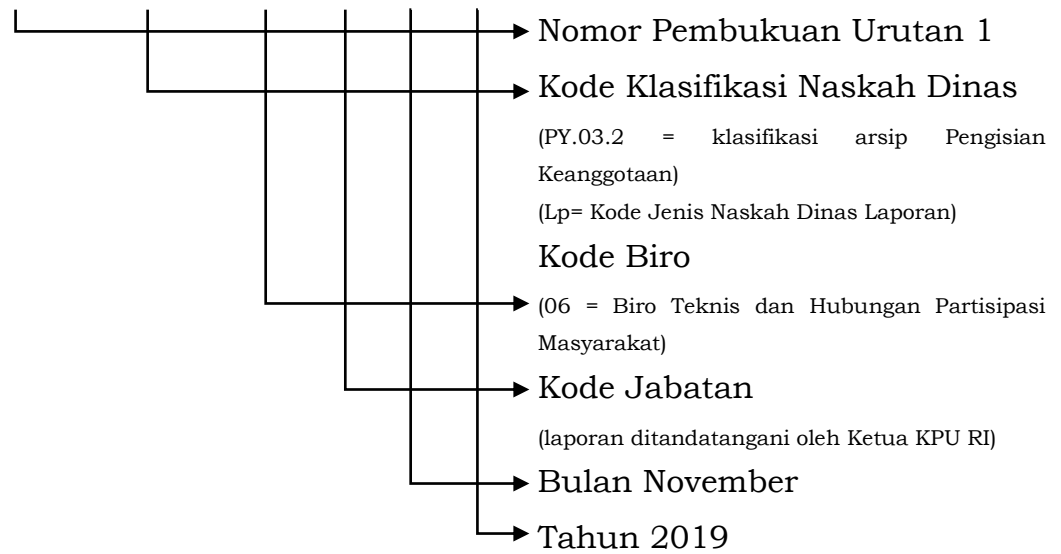 Nomor Pembukuan Urutan 1
Kode Klasifikasi Naskah Dinas
(PY.03.2 = klasifikasi arsip Pengisian
Keanggotaan)
(Lp= Kode Jenis Naskah Dinas Laporan)
Kode Biro
(06 = Biro Teknis dan Hubungan Partisipasi
Masyarakat)
Kode Jabatan
(laporan ditandatangani oleh Ketua KPU RI)
Bulan November
Tahun 2019